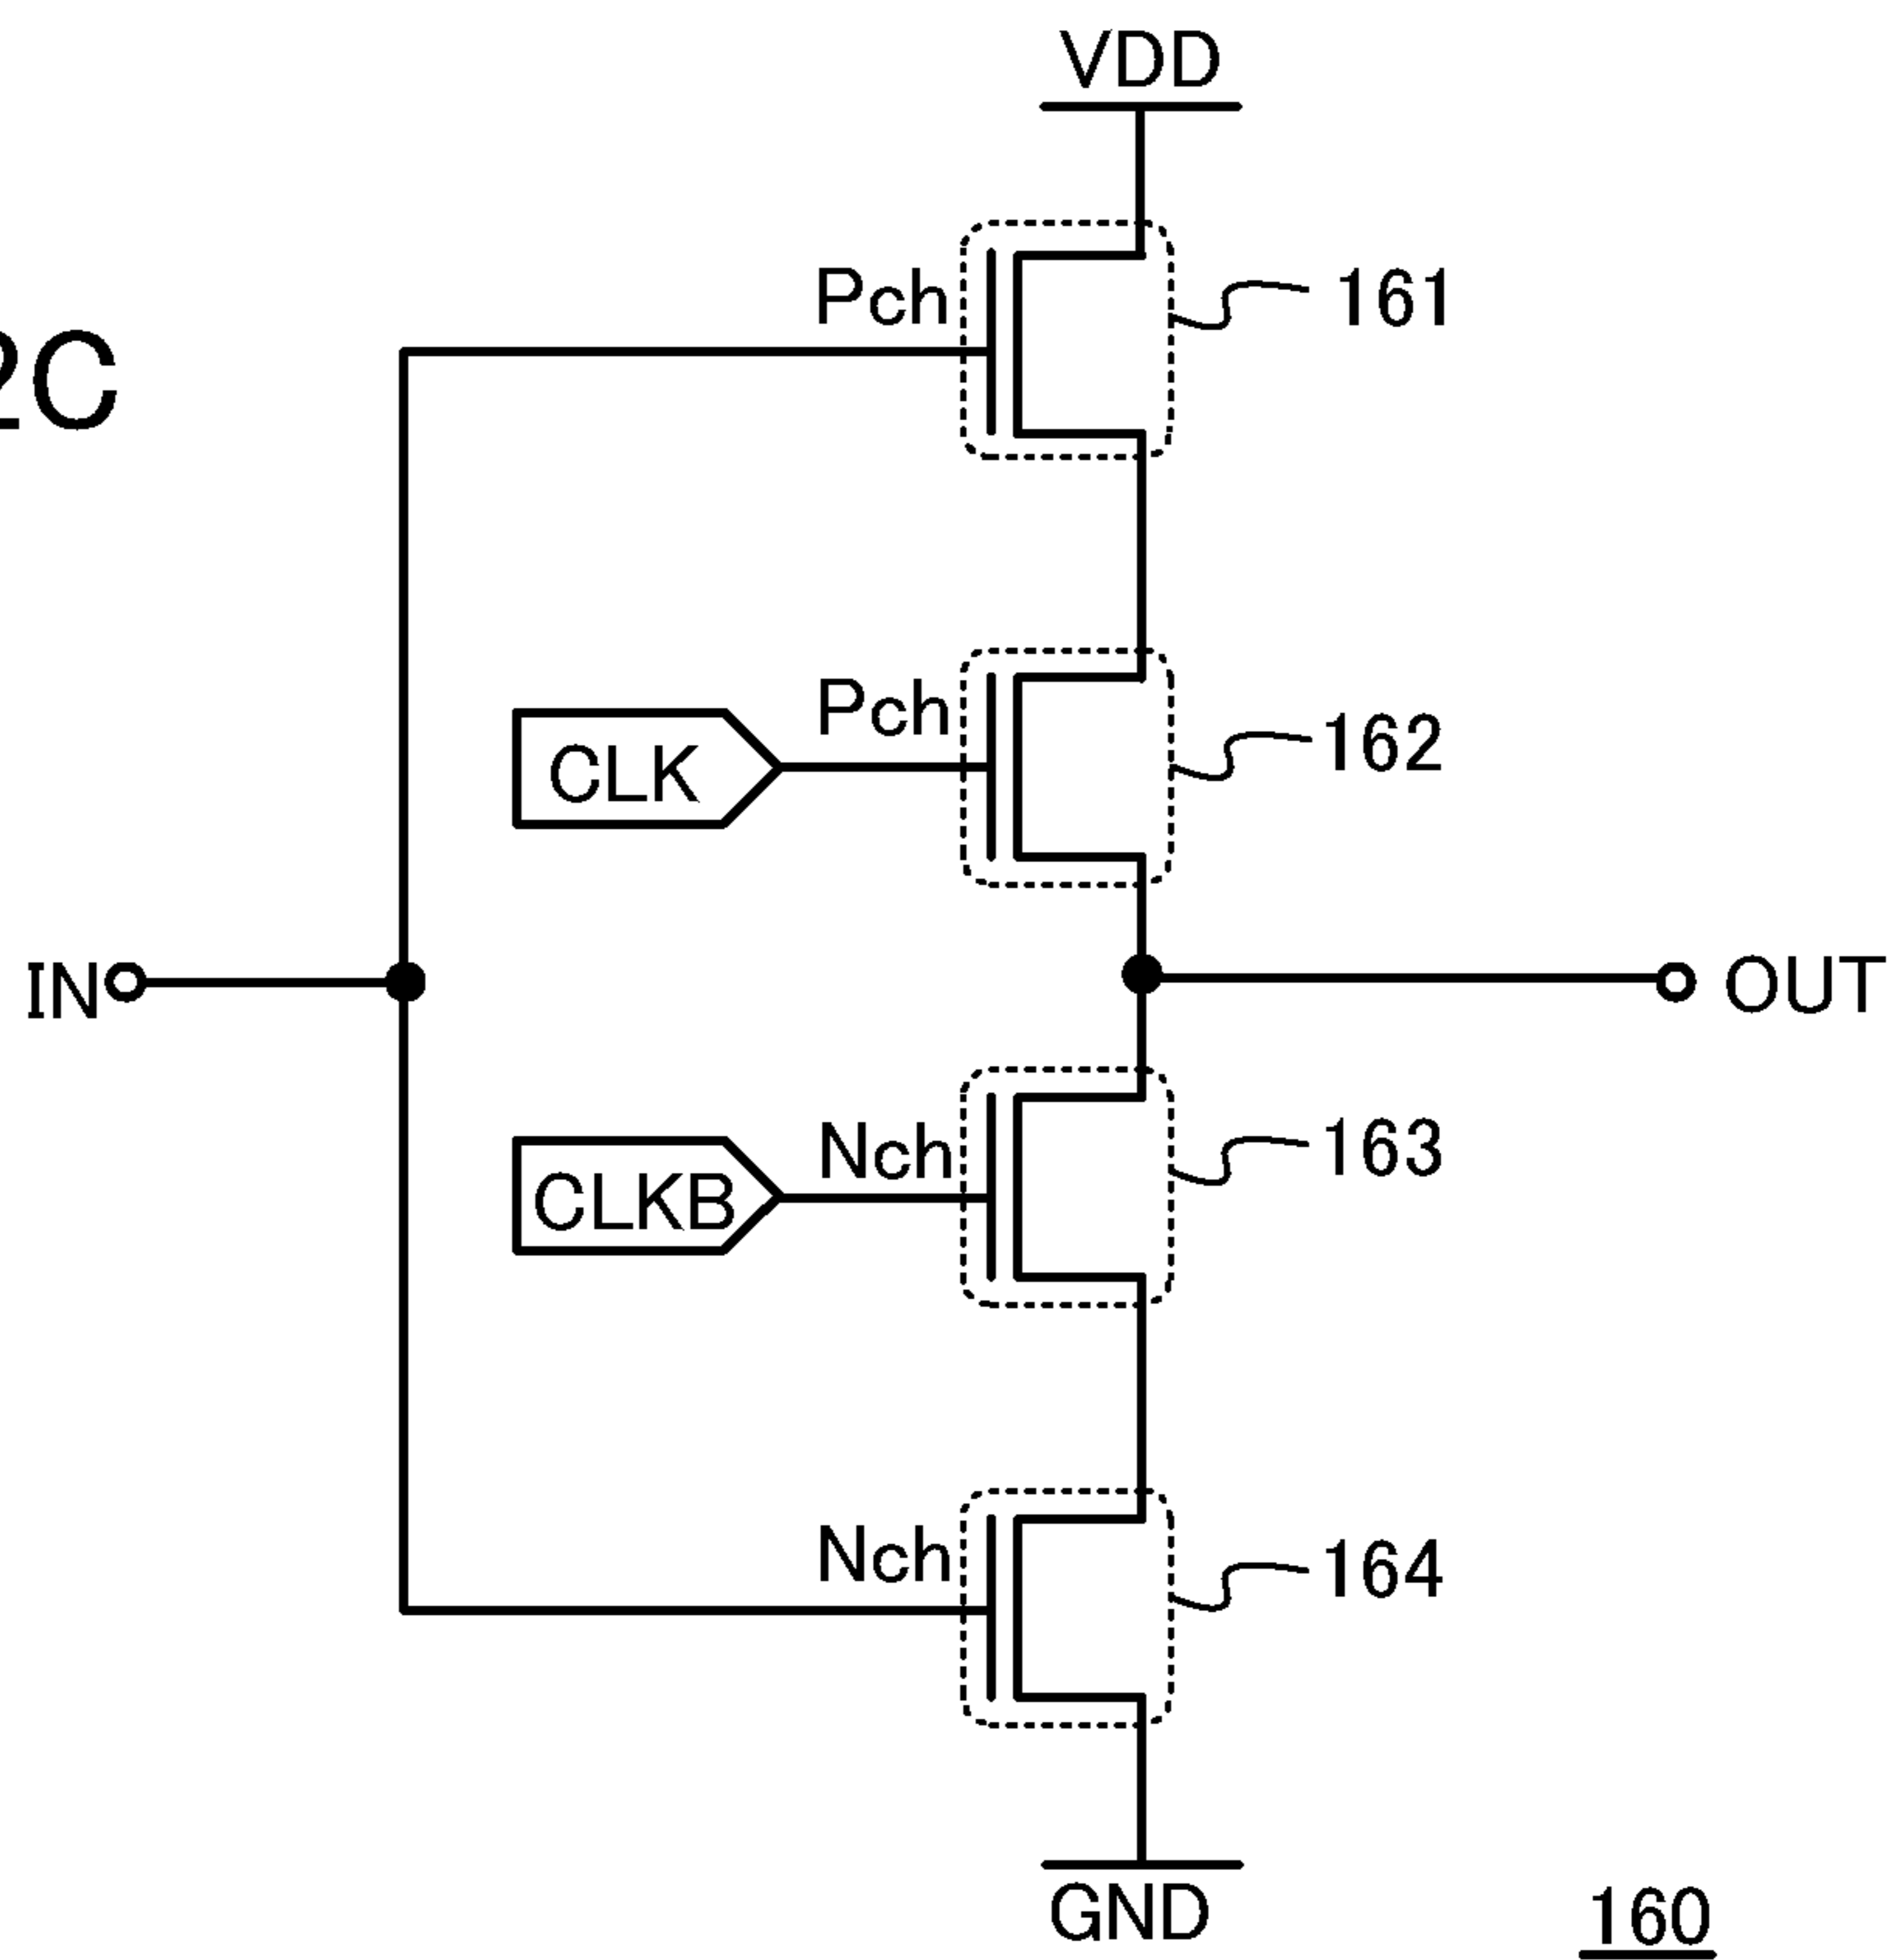 VDD
Pch
161
2C
Pch
162
CLK
IN
OUT
Nch
163
CLKB
Nch
164
GND
160